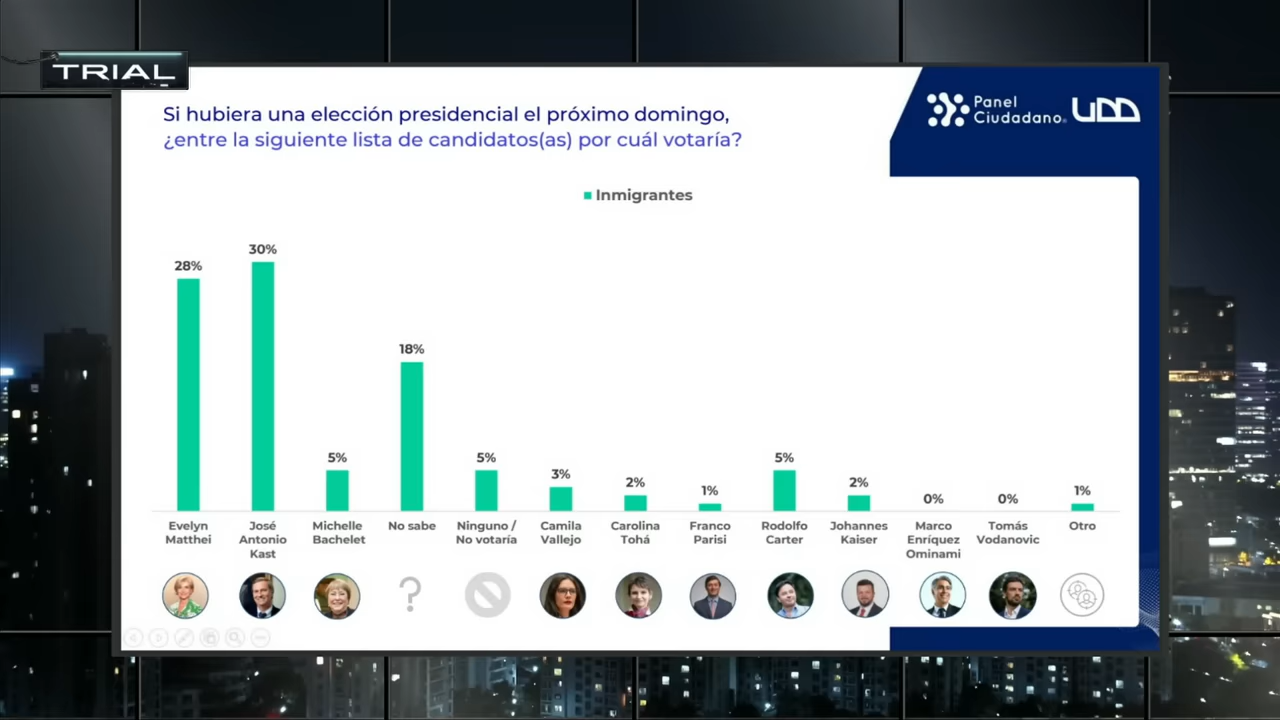 TRIAL
Si hubiera una elección presidencial el próximo domingo,
¿entre la siguiente lista de candidatos(as) por cuál votaría?
Panel
Ciudadano
UDD
Inmigrantes
28%
30%
5%
18%
5%
3%
2%
1%
5%
2%
0%
0%
1%
Evelyn
Matthei
José
Antonio
Kast
Michelle
Bachelet
No sabe
Ninguno /
No votaría
Camila
Vallejo
Carolina
Tohá
Franco
Parisi
Rodolfo
Carter
Johannes
Kaiser
Marco
Enríquez
Ominami
Tomás
Vodanovic
Otro
?